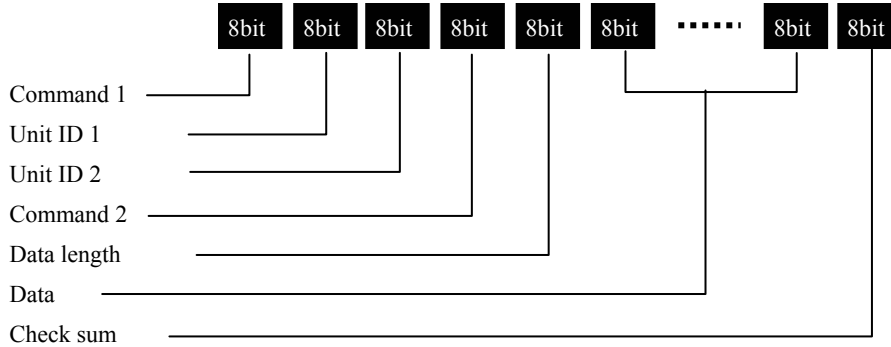 8bit 8bit 8bit 8bit 8bit 8bit ........ 8bit 8bit
Command 1
Unit ID 1
Unit ID 2
Command 2
Data length
Data
Check sum